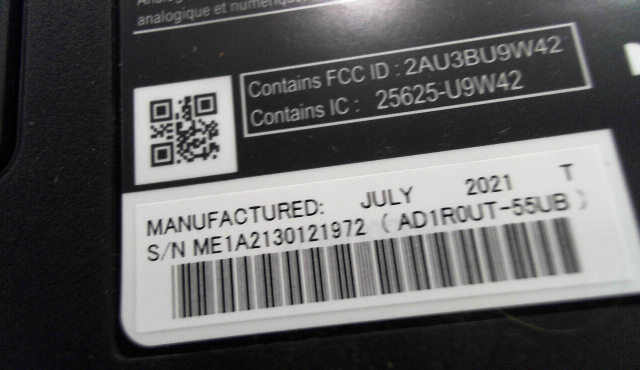 analogique et numérique,
Contains FCC ID : 2AU3BU9W42
Contains IC : 25625-U9W42
MANUFACTURED: JULY 2021 T
S/N ME1A2130121972 ( AD1R0UT-55UB )